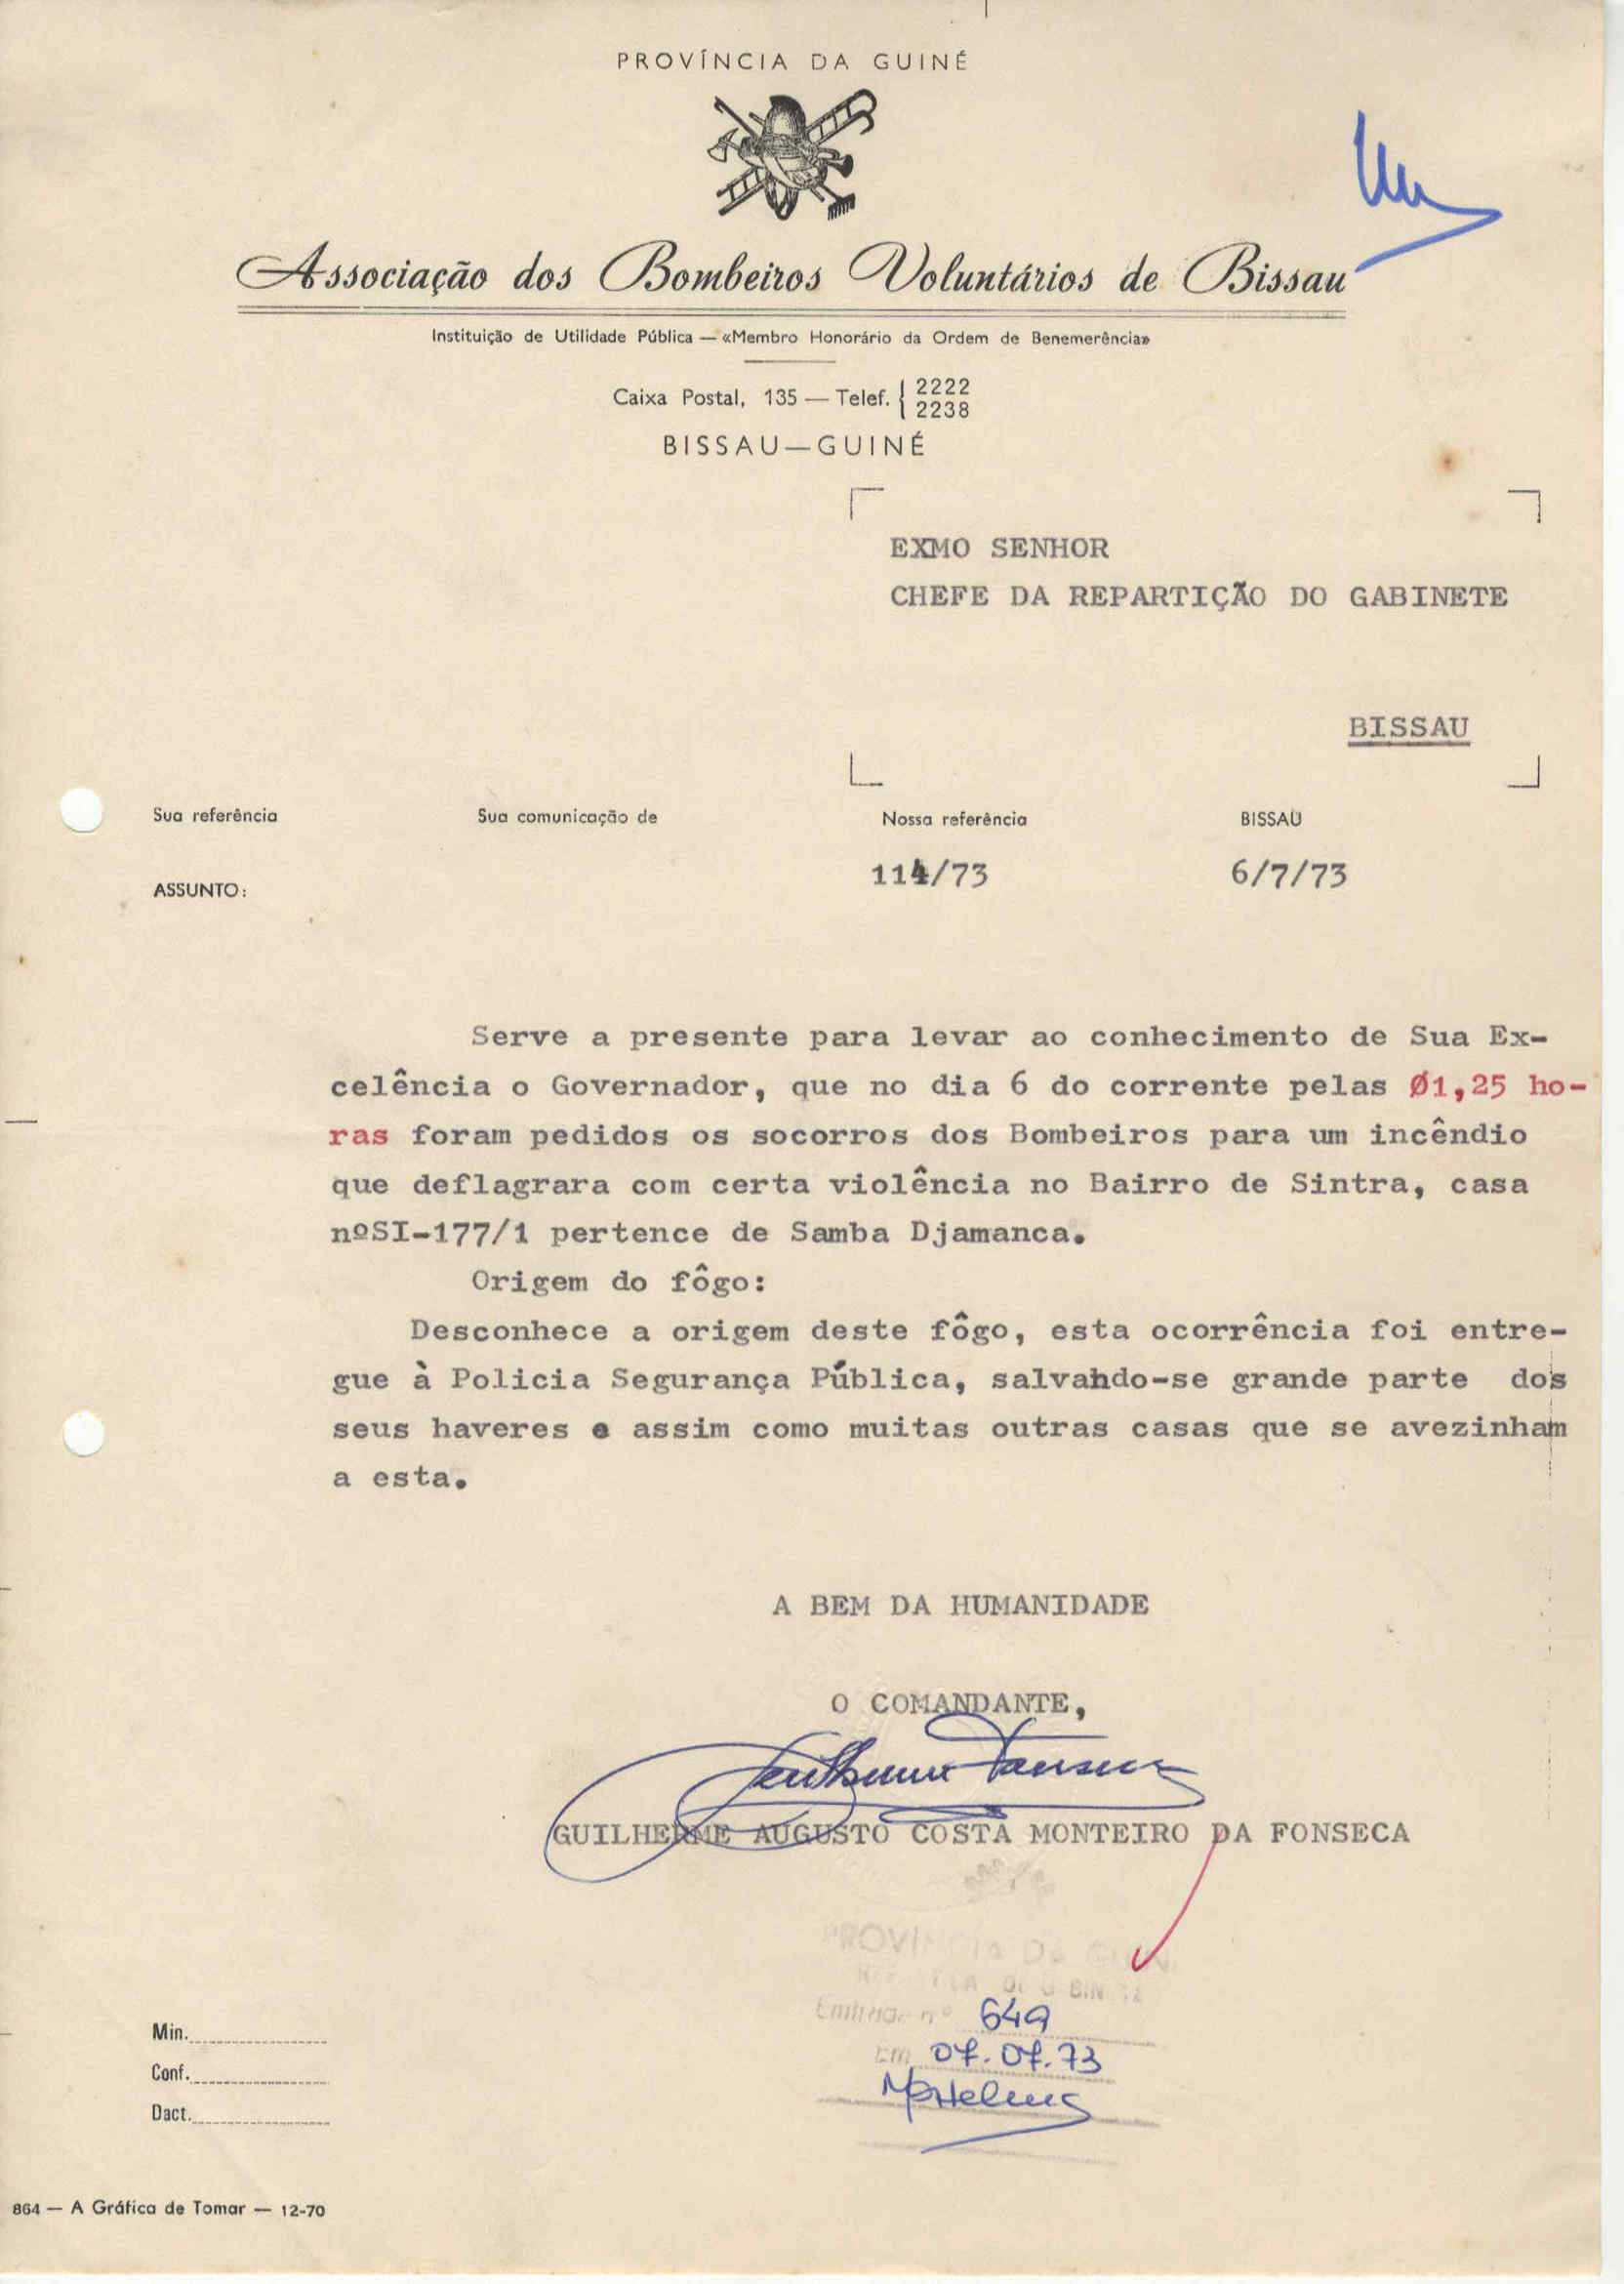 PROVÍNCIA DA GUINÉ
Associação dos Bombeiros Voluntários de Bissau
Instituição de Utilidade Pública — «Membro Honorário da Ordem de Benemerência»
Caixa Postal, 135 — Telef. { 2222
2238
BISSAU — GUINÉ
EXMO SENHOR
CHEFE DA REPARTIÇÃO DO GABINETE
BISSAU
Sua referência Sua comunicação de Nossa referência BISSAU
114/73 6/7/73
ASSUNTO:
Serve a presente para levar ao conhecimento de Sua Ex-
celência o Governador, que no dia 6 do corrente pelas Ø1,25 ho-
ras foram pedidos os socorros dos Bombeiros para um incêndio
que deflagrara com certa violência no Bairro de Sintra, casa
nºSI-177/1 pertence de Samba Djamanca.
Origem do fôgo:
Desconhece a origem deste fôgo, esta ocorrência foi entre-
gue à Policia Segurança Pública, salvando-se grande parte dos
seus haveres e assim como muitas outras casas que se avezinham
a esta.
A BEM DA HUMANIDADE
O COMANDANTE,
Guilherme Fonseca
GUILHERME AUGUSTO COSTA MONTEIRO DA FONSECA
PROVÍNCIA DA
nº 649
Em 07.07.73
Min.
Conf.
Dact.
864 — A Gráfica de Tomar — 12-70